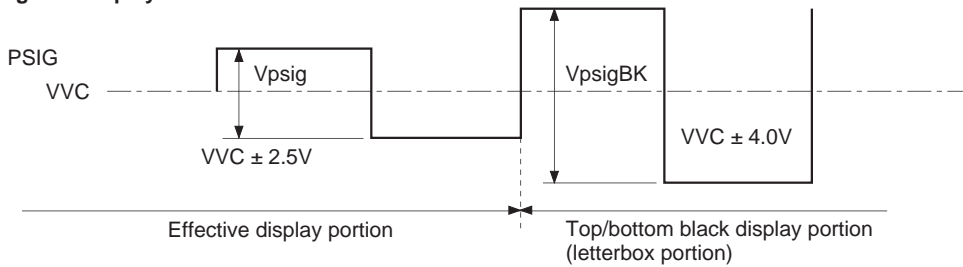 PSIG
VVC
Vpsig
VpsigBK
VVC ± 2.5V
VVC ± 4.0V
Effective display portion
Top/bottom black display portion
(letterbox portion)